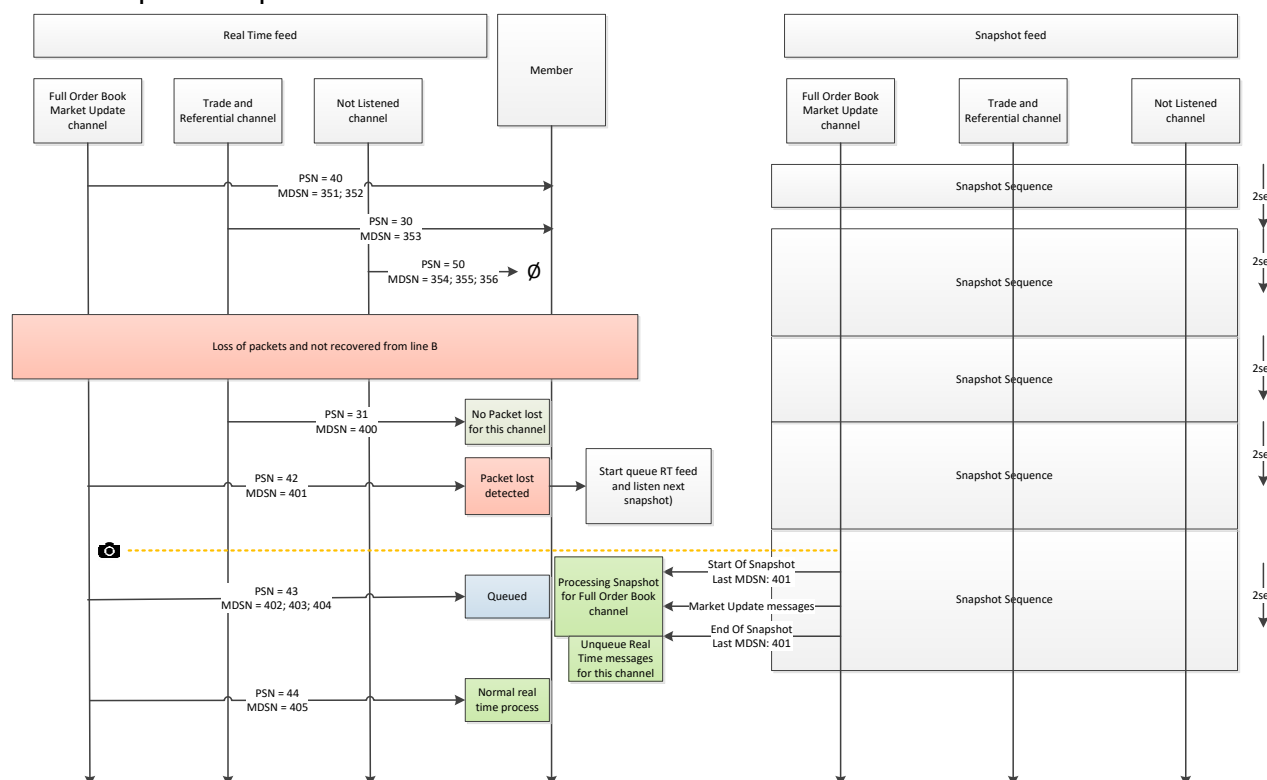 Real Time feed
Member
Snapshot feed
Full Order Book
Market Update
channel
Trade and
Referential channel
Not Listened
channel
Full Order Book
Market Update
channel
Trade and
Referential channel
Not Listened
channel
PSN = 40
MDSN = 351; 352
Snapshot Sequence
2se
PSN = 30
MDSN = 353
PSN = 50
MDSN = 354; 355; 356
Ø
Snapshot Sequence
2se
Loss of packets and not recovered from line B
Snapshot Sequence
2se
PSN = 31
MDSN = 400
No Packet lost
for this channel
PSN = 42
MDSN = 401
Packet lost
detected
Start queue RT feed
and listen next
snapshot)
Snapshot Sequence
2se
PSN = 43
MDSN = 402; 403; 404
Queued
Processing Snapshot
for Full Order Book
channel
Start Of Snapshot
Last MDSN: 401
Market Update messages
End Of Snapshot
Last MDSN: 401
Snapshot Sequence
2se
Unqueue Real
Time messages
for this channel
PSN = 44
MDSN = 405
Normal real
time process